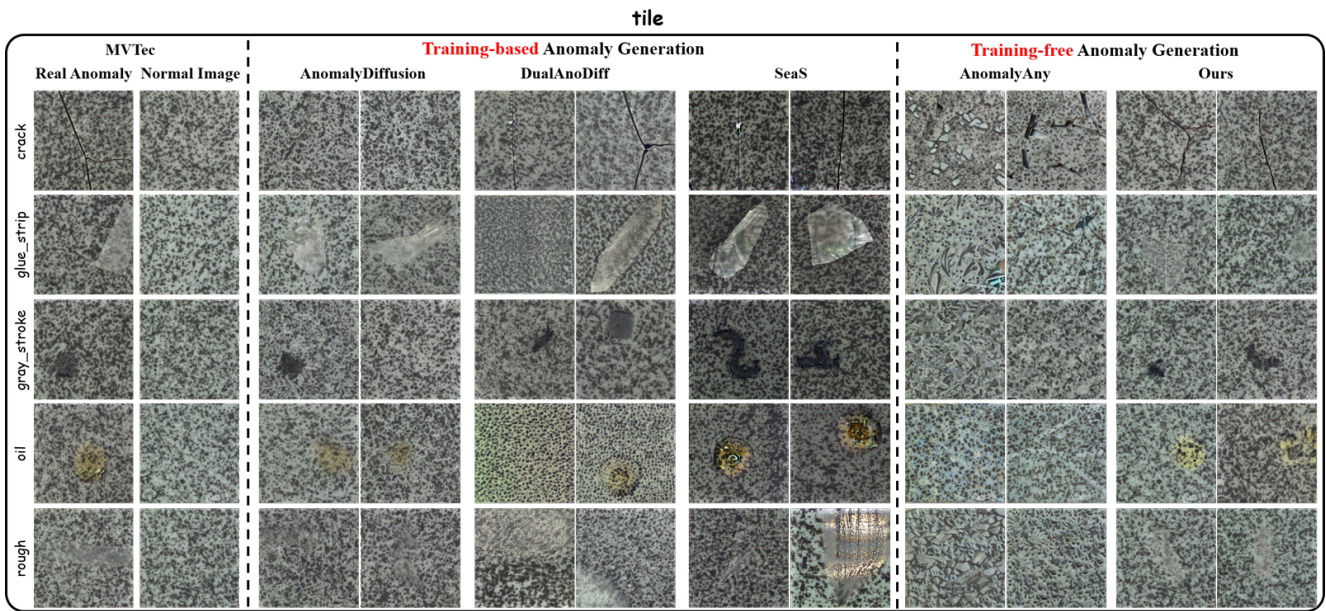 tile
MVTec
Training-based Anomaly Generation
Training-free Anomaly Generation
Real Anomaly
Normal Image
AnomalyDiffusion
DualAnoDiff
SeaS
AnomalyAny
Ours
crack
glue_strip
gray_stroke
oil
rough